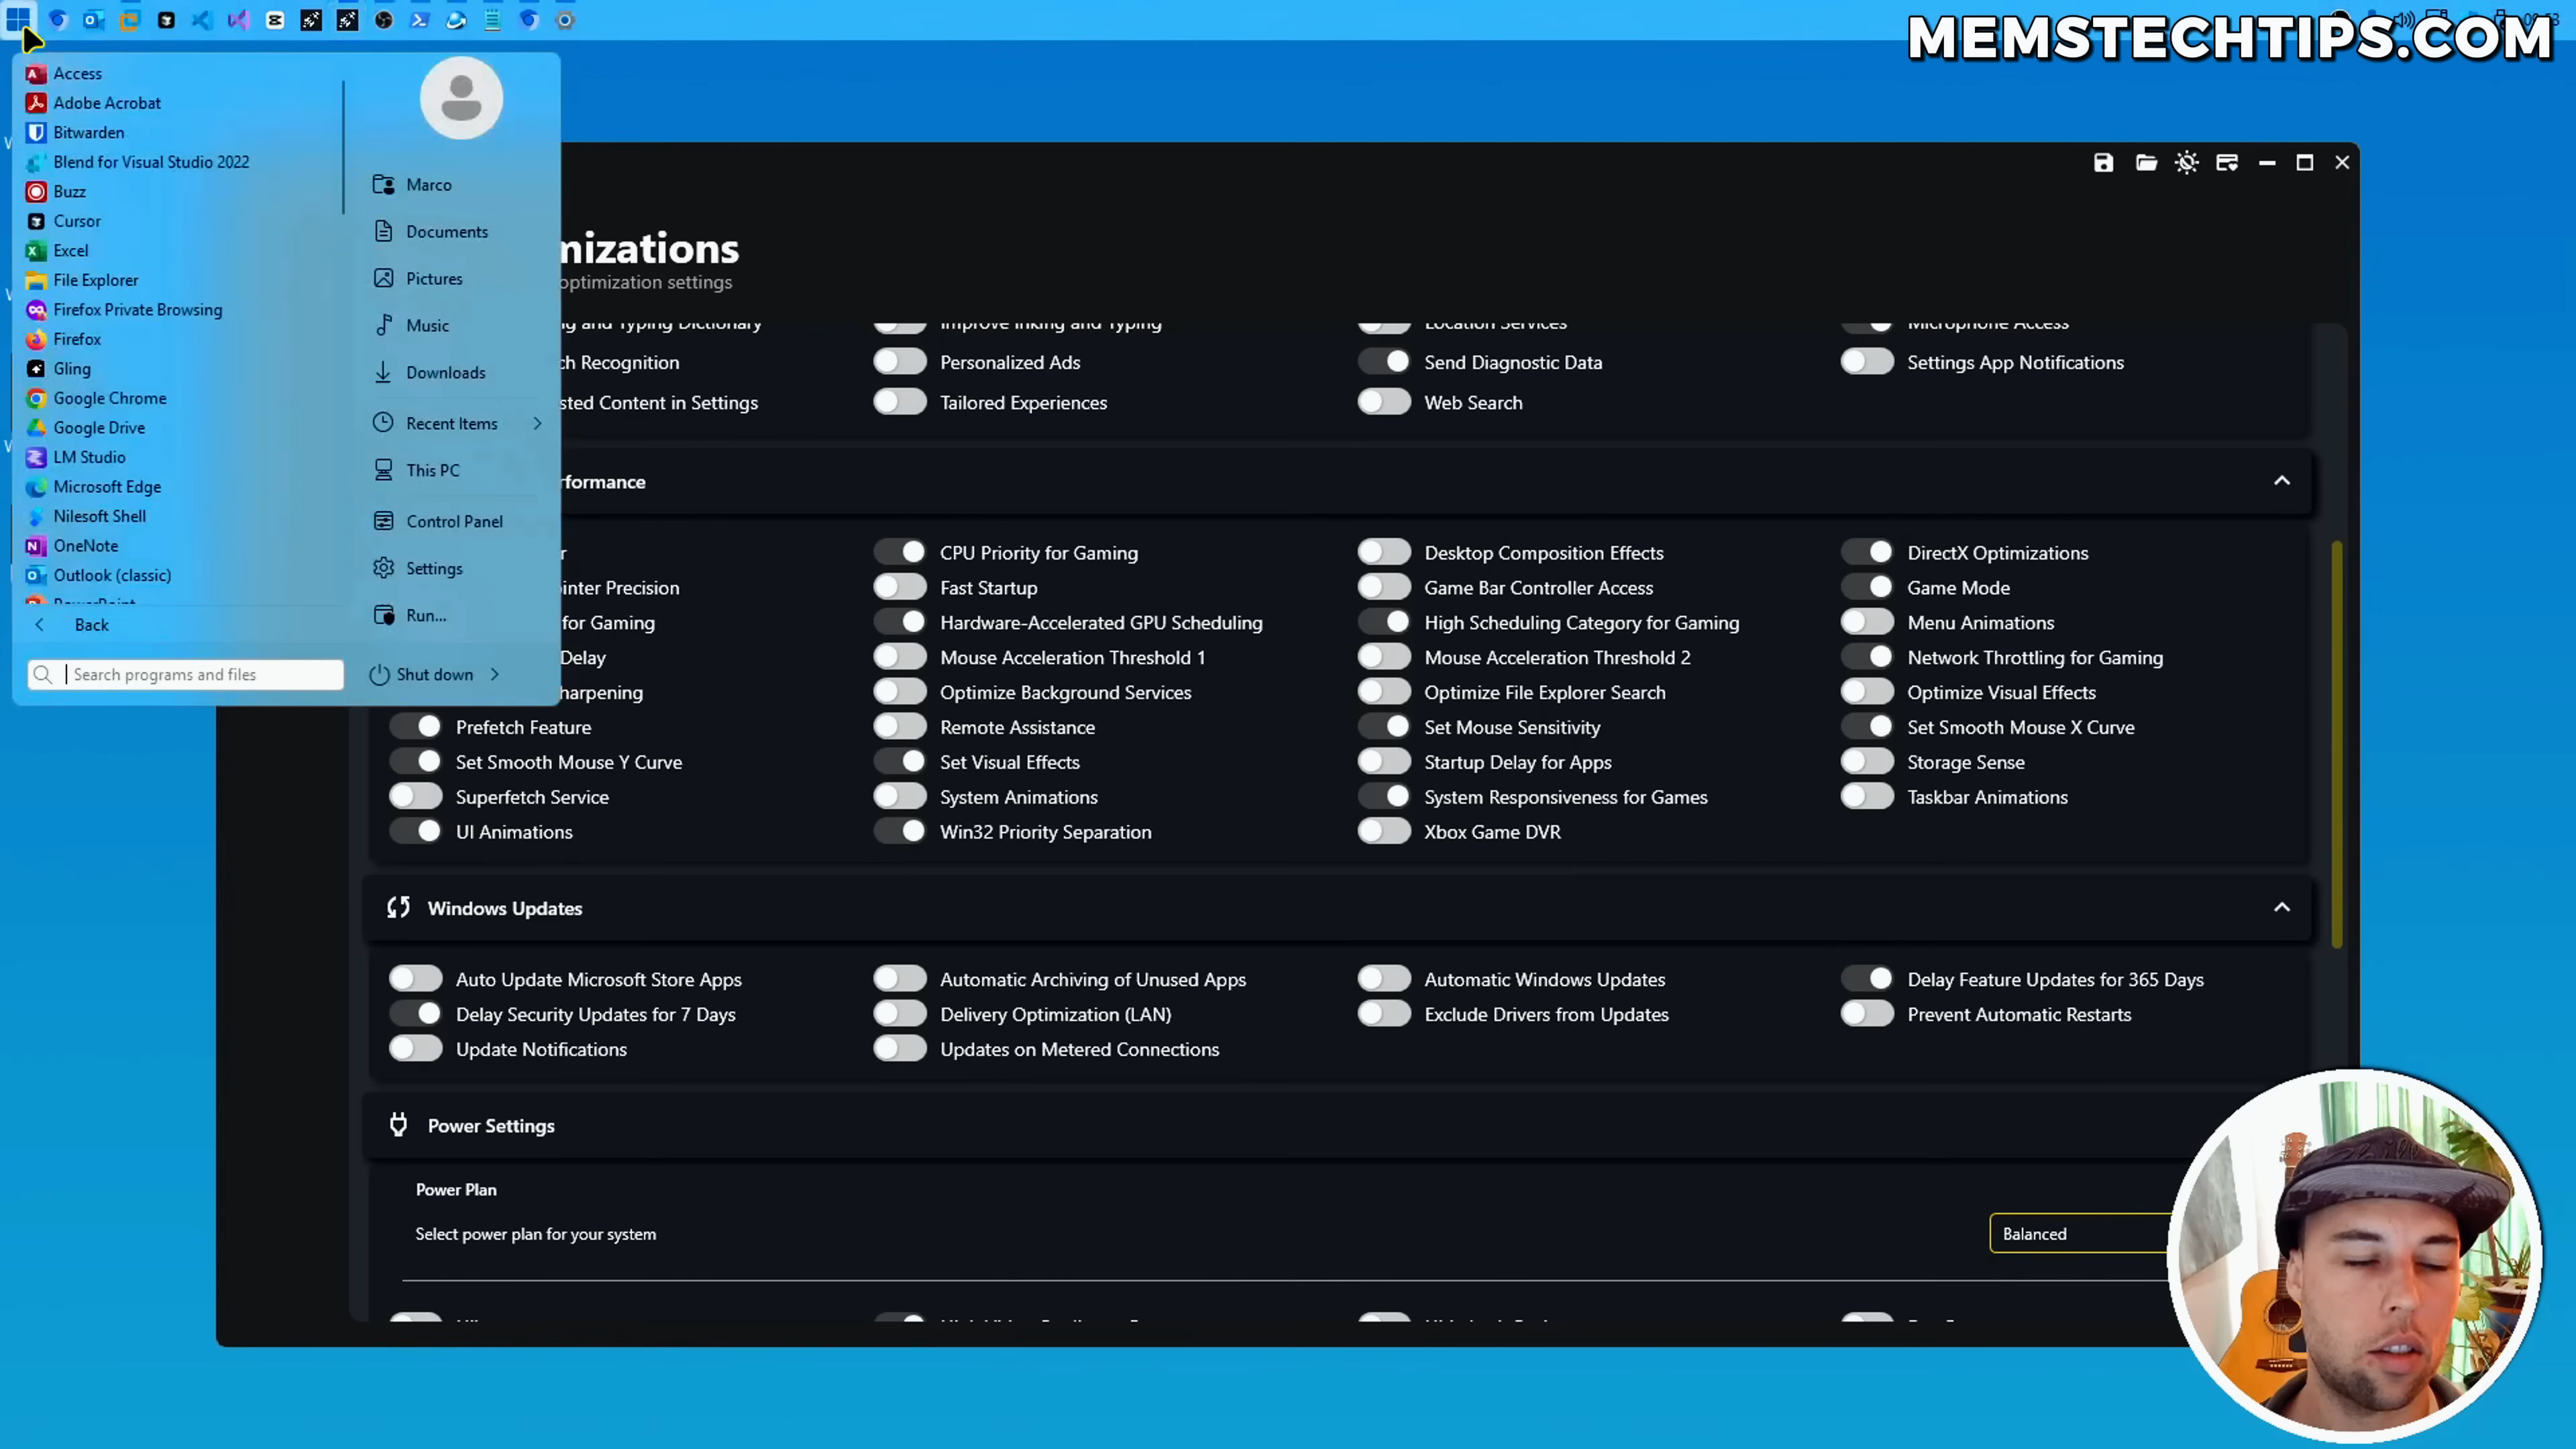 MEMSTECHTIPS.COM
Access
Adobe Acrobat
Bitwarden
Blend for Visual Studio 2022
Buzz
Cursor
Excel
File Explorer
Firefox Private Browsing
Firefox
Gling
Google Chrome
Google Drive
LM Studio
Microsoft Edge
Nilesoft Shell
OneNote
Outlook (classic)
PowerPoint
Back
Search programs and files
Marco
Documents
Pictures
Music
Downloads
Recent Items
This PC
Control Panel
Settings
Run...
Shut down
mizations
optimization settings
ng and Typing Dictionary Improve Inking and Typing Location Services Microphone Access
ch Recognition Personalized Ads Send Diagnostic Data Settings App Notifications
sted Content in Settings Tailored Experiences Web Search
rformance
r CPU Priority for Gaming Desktop Composition Effects DirectX Optimizations
inter Precision Fast Startup Game Bar Controller Access Game Mode
for Gaming Hardware-Accelerated GPU Scheduling High Scheduling Category for Gaming Menu Animations
Delay Mouse Acceleration Threshold 1 Mouse Acceleration Threshold 2 Network Throttling for Gaming
harpening Optimize Background Services Optimize File Explorer Search Optimize Visual Effects
Prefetch Feature Remote Assistance Set Mouse Sensitivity Set Smooth Mouse X Curve
Set Smooth Mouse Y Curve Set Visual Effects Startup Delay for Apps Storage Sense
Superfetch Service System Animations System Responsiveness for Games Taskbar Animations
UI Animations Win32 Priority Separation Xbox Game DVR
Windows Updates
Auto Update Microsoft Store Apps Automatic Archiving of Unused Apps Automatic Windows Updates Delay Feature Updates for 365 Days
Delay Security Updates for 7 Days Delivery Optimization (LAN) Exclude Drivers from Updates Prevent Automatic Restarts
Update Notifications Updates on Metered Connections
Power Settings
Power Plan
Select power plan for your system
Balanced